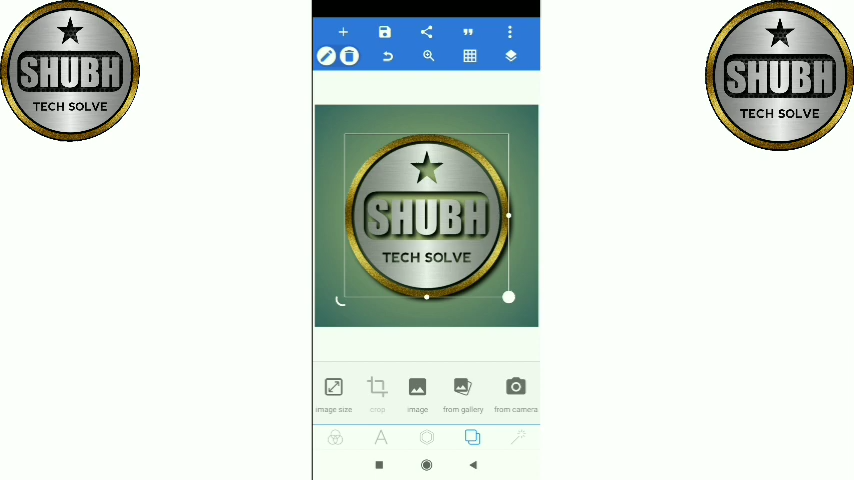 SHUBH
TECH SOLVE
SHUBH
TECH SOLVE
SHUBH
TECH SOLVE
image size
crop
image
from gallery
from camera